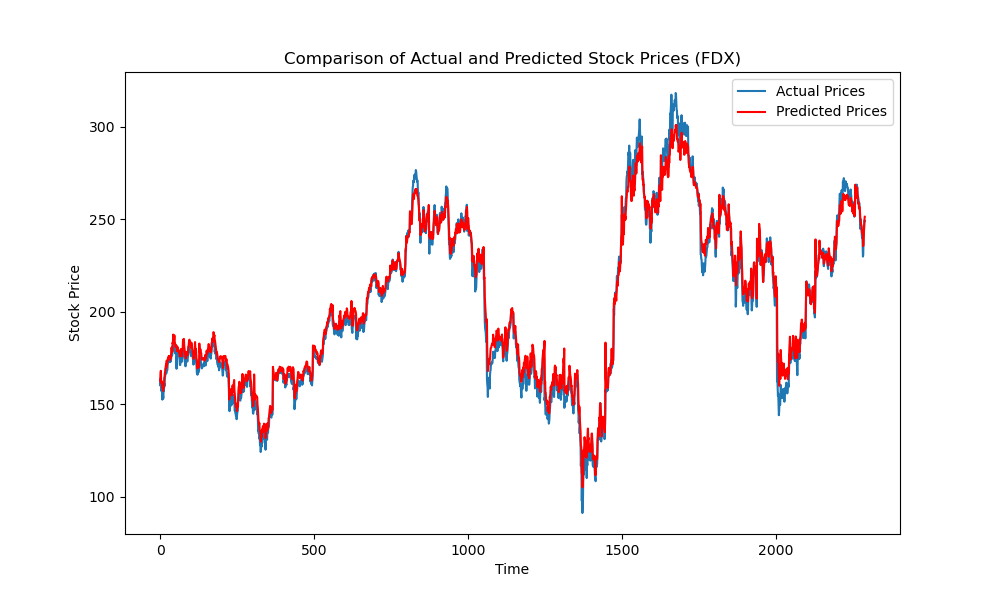 Comparison of Actual and Predicted Stock Prices (FDX)
Actual Prices
Predicted Prices
Stock Price
300
250
200
150
100
0 500 1000 1500 2000
Time